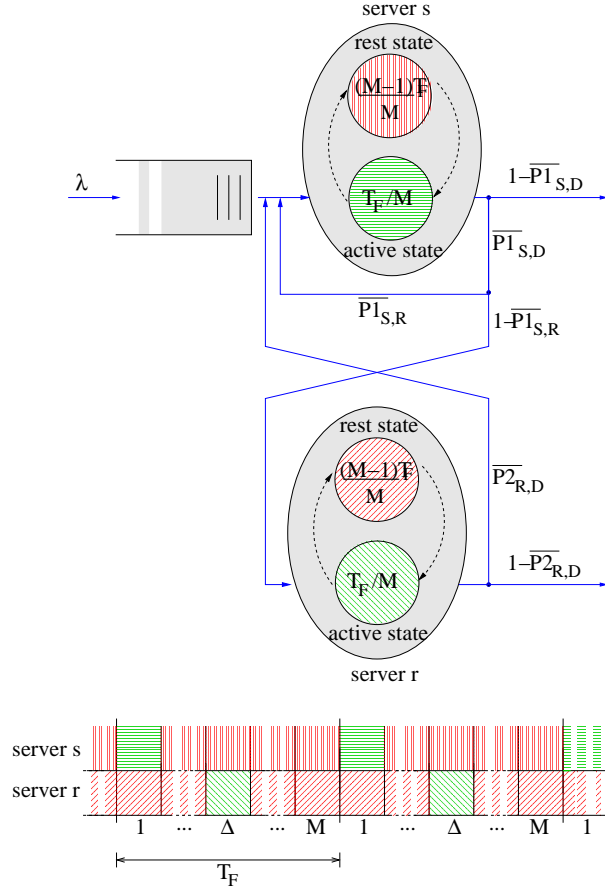 server s
rest state
(M–1)T_F
M
λ
T_F/M
1–P1_S,D
active state
P1_S,D
P1_S,R
1–P1_S,R
rest state
(M–1)T_F
M
P2_R,D
T_F/M
1–P2_R,D
active state
server r
server s
server r
1 ... Δ ... M 1 ... Δ ... M 1
T_F